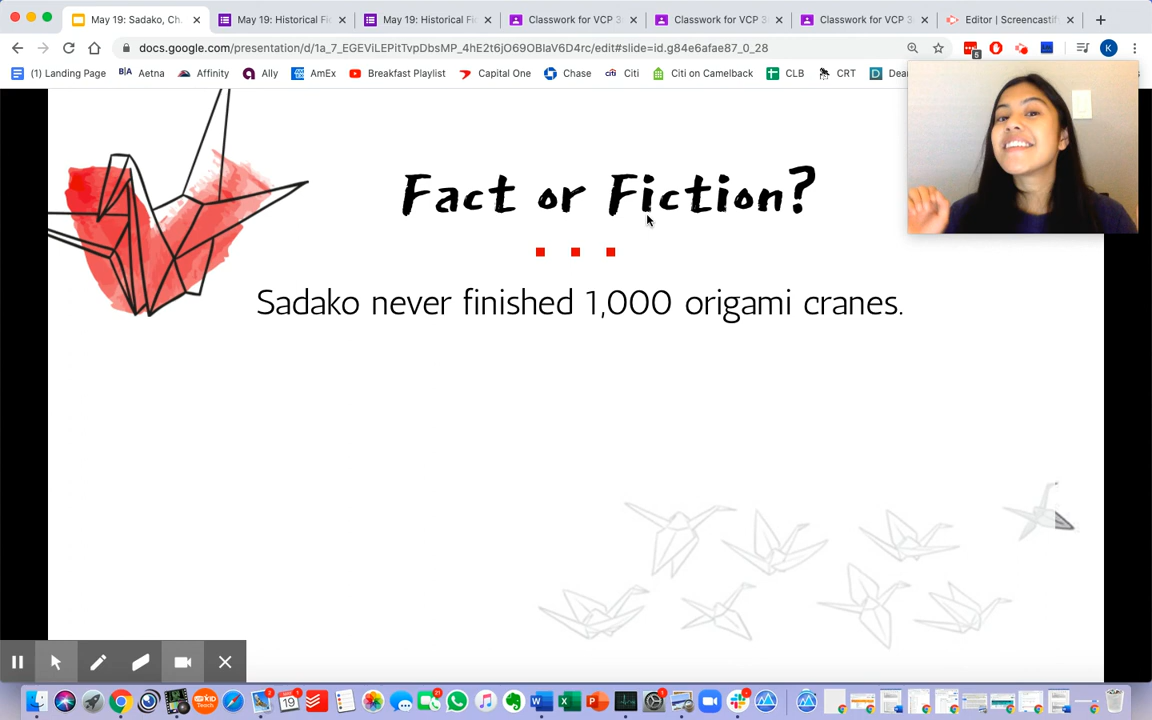 May 19: Sadako, Ch.
May 19: Historical Fi
May 19: Historical F
Classwork for VCP 3
Classwork for VCP 3
Classwork for VCP 3
Editor | Screencastif
docs.google.com/presentation/d/1a_7_EGEViLEPitTvpDbsMP_4hE2t6jO69OBIaV6D4rc/edit#slide=id.g84e6afae87_0_28
K
(1) Landing Page
B|A Aetna
Affinity
Ally
AmEx
Breakfast Playlist
Capital One
Chase
citi Citi
Citi on Camelback
CLB
CRT
D Dea
Fact or Fiction?
Sadako never finished 1,000 origami cranes.